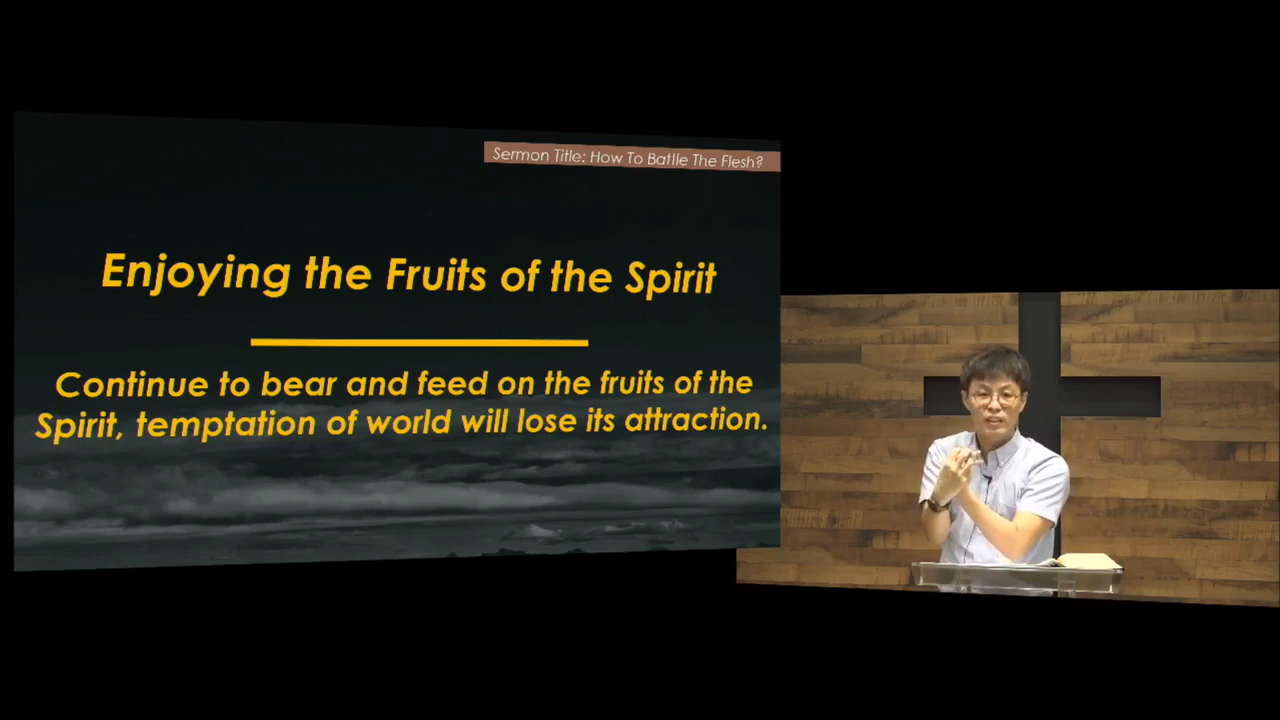 Sermon Title: How To Battle The Flesh?
Enjoying the Fruits of the Spirit
Continue to bear and feed on the fruits of the
Spirit, temptation of world will lose its attraction.